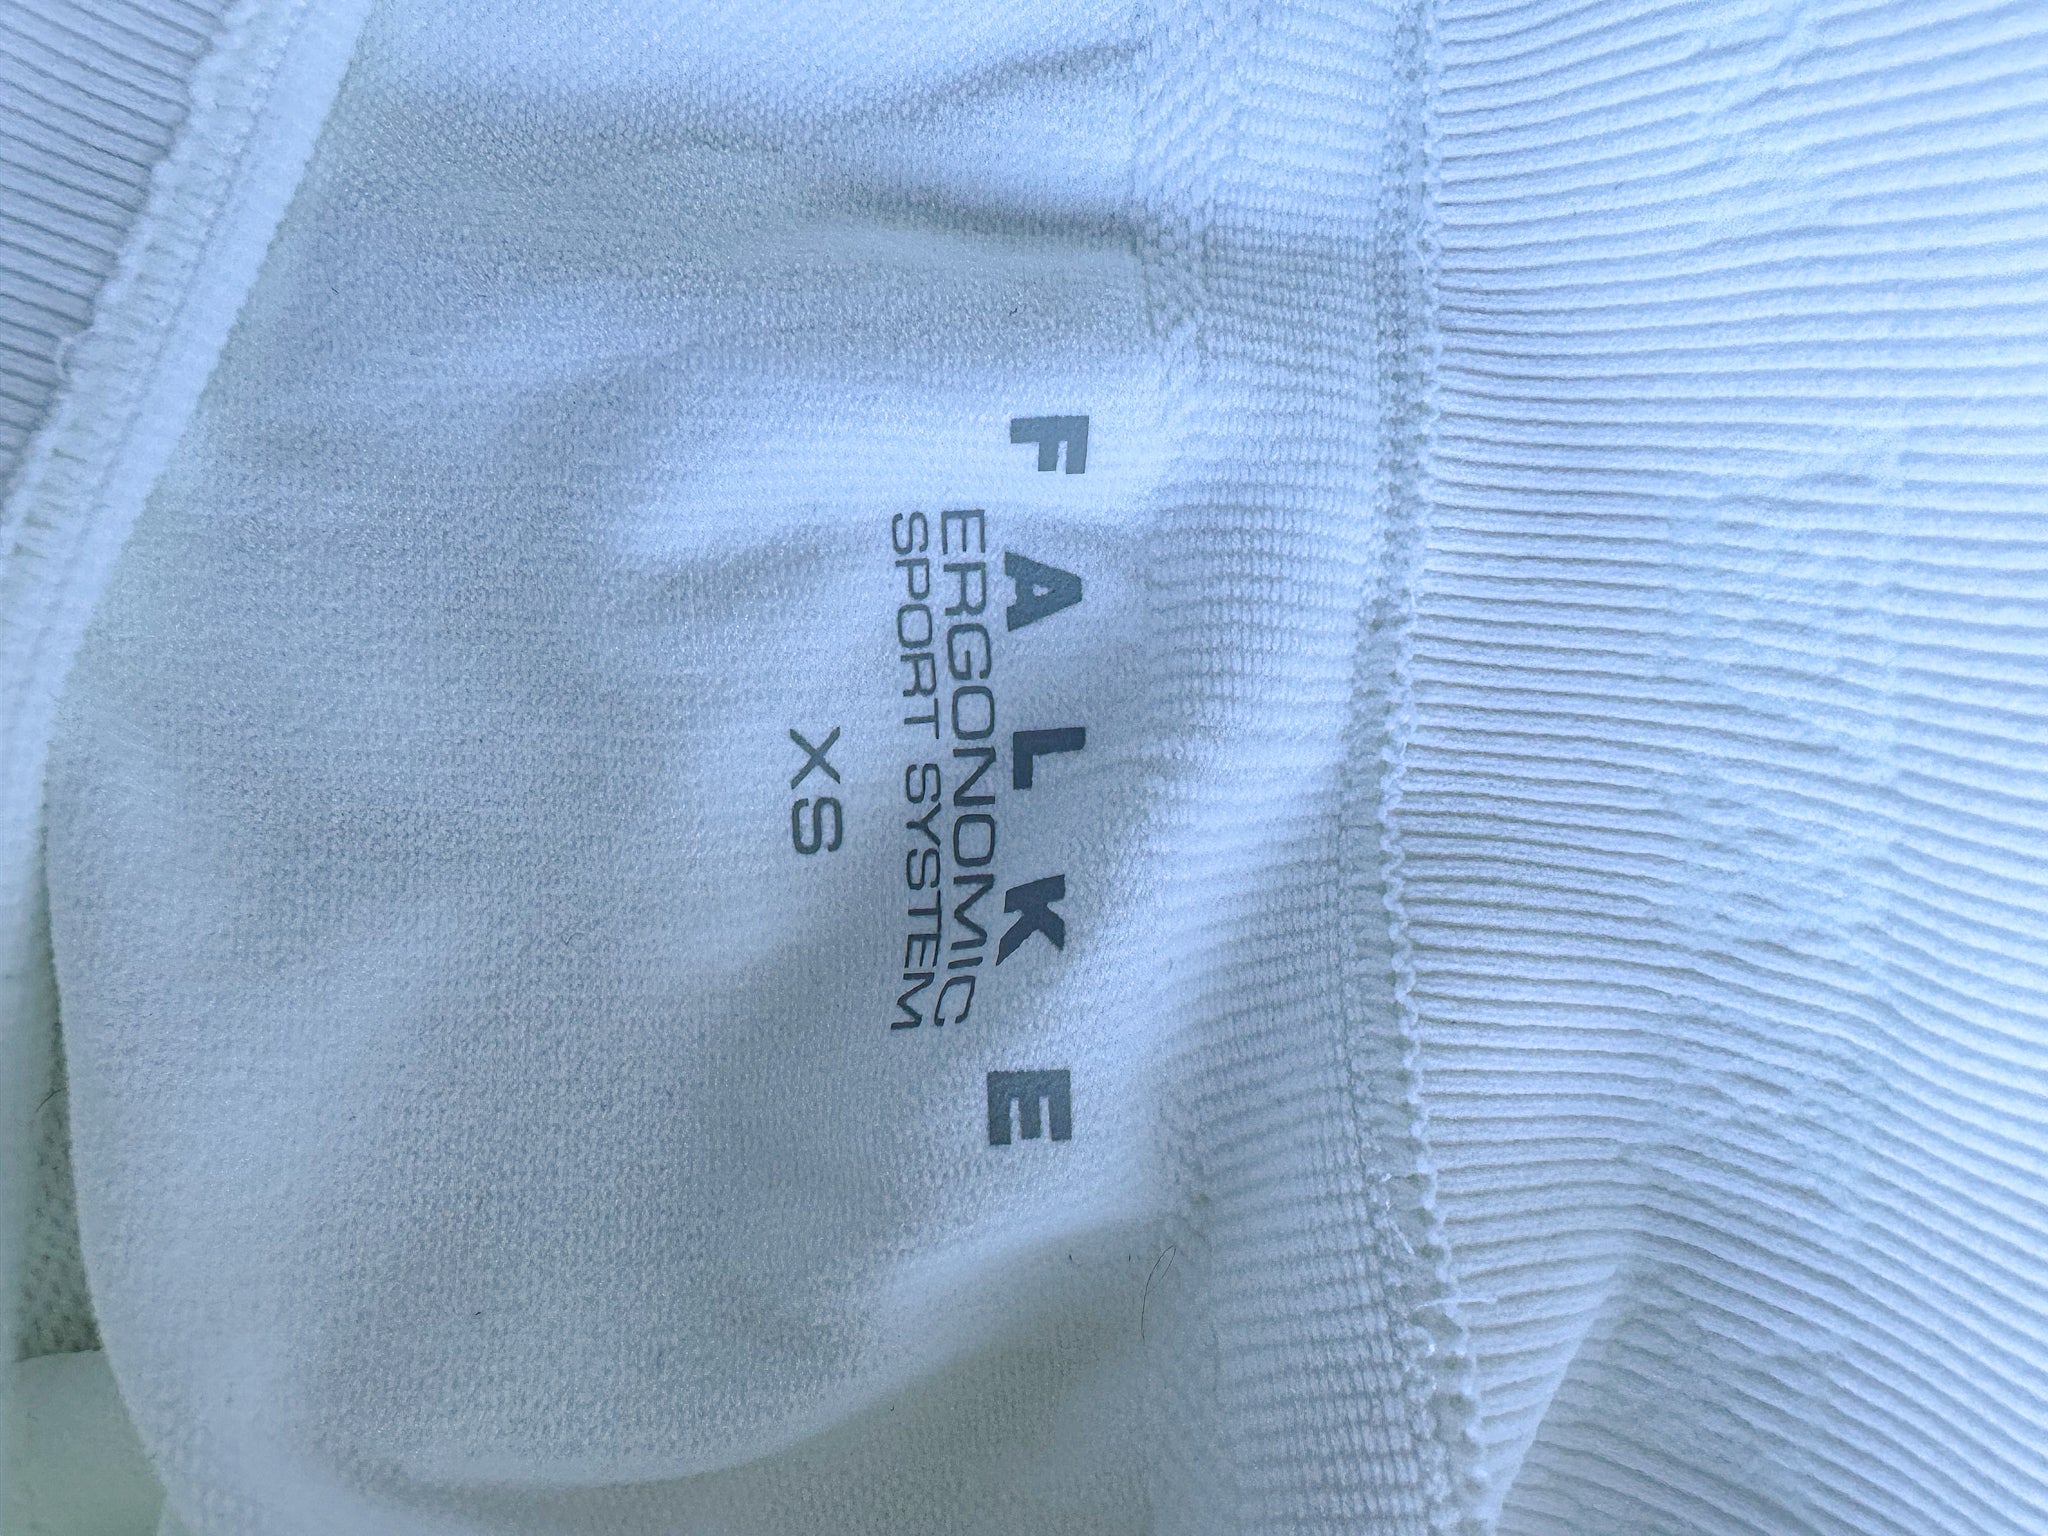 FALKE
ERGONOMIC
SPORT SYSTEM
XS